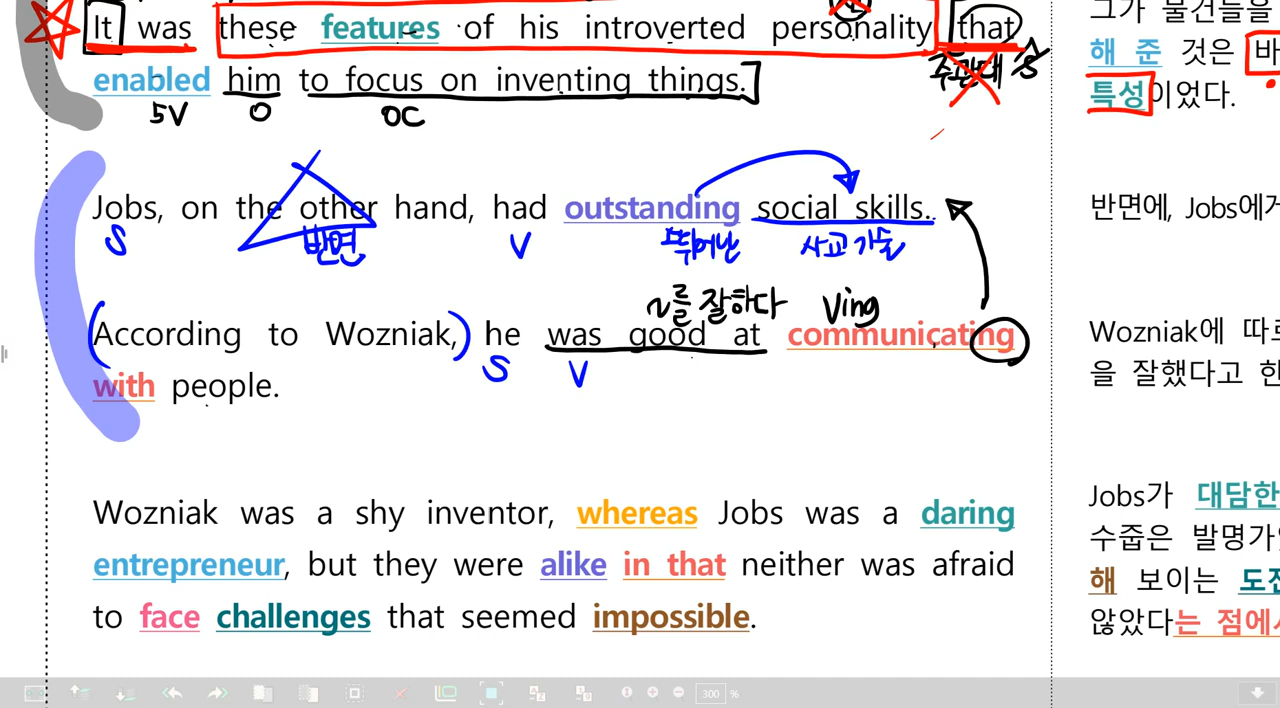 It was these features of his introverted personality that
주관대
S
enabled him to focus on inventing things.
5V O OC
Jobs, on the other hand, had outstanding social skills.
S 반면 V 뛰어난 사교 기술
~를 잘하다 Ving
(According to Wozniak,) he was good at communicating
S V
with people.
Wozniak was a shy inventor, whereas Jobs was a daring
entrepreneur, but they were alike in that neither was afraid
to face challenges that seemed impossible.
그가 물건들을
해 준 것은 바
특성이었다.
반면에, Jobs에게
Wozniak에 따르
을 잘했다고 한
Jobs가 대담한
수줍은 발명가
해 보이는 도전
않았다는 점에서
300 %